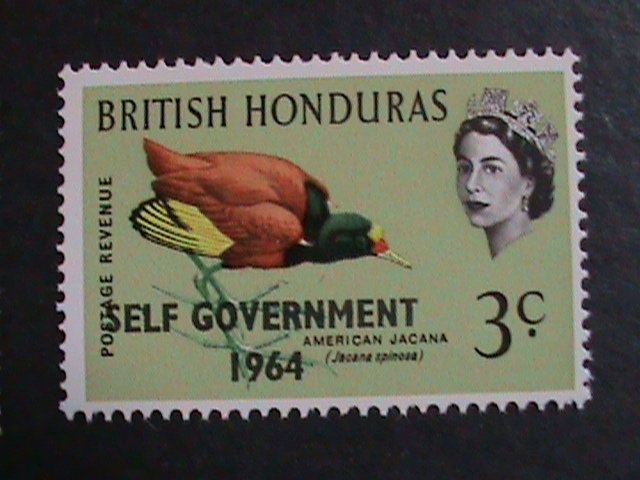 BRITISH HONDURAS
POSTAGE REVENUE
SELF GOVERNMENT
1964
AMERICAN JACANA
(Jacana spinosa)
3c.